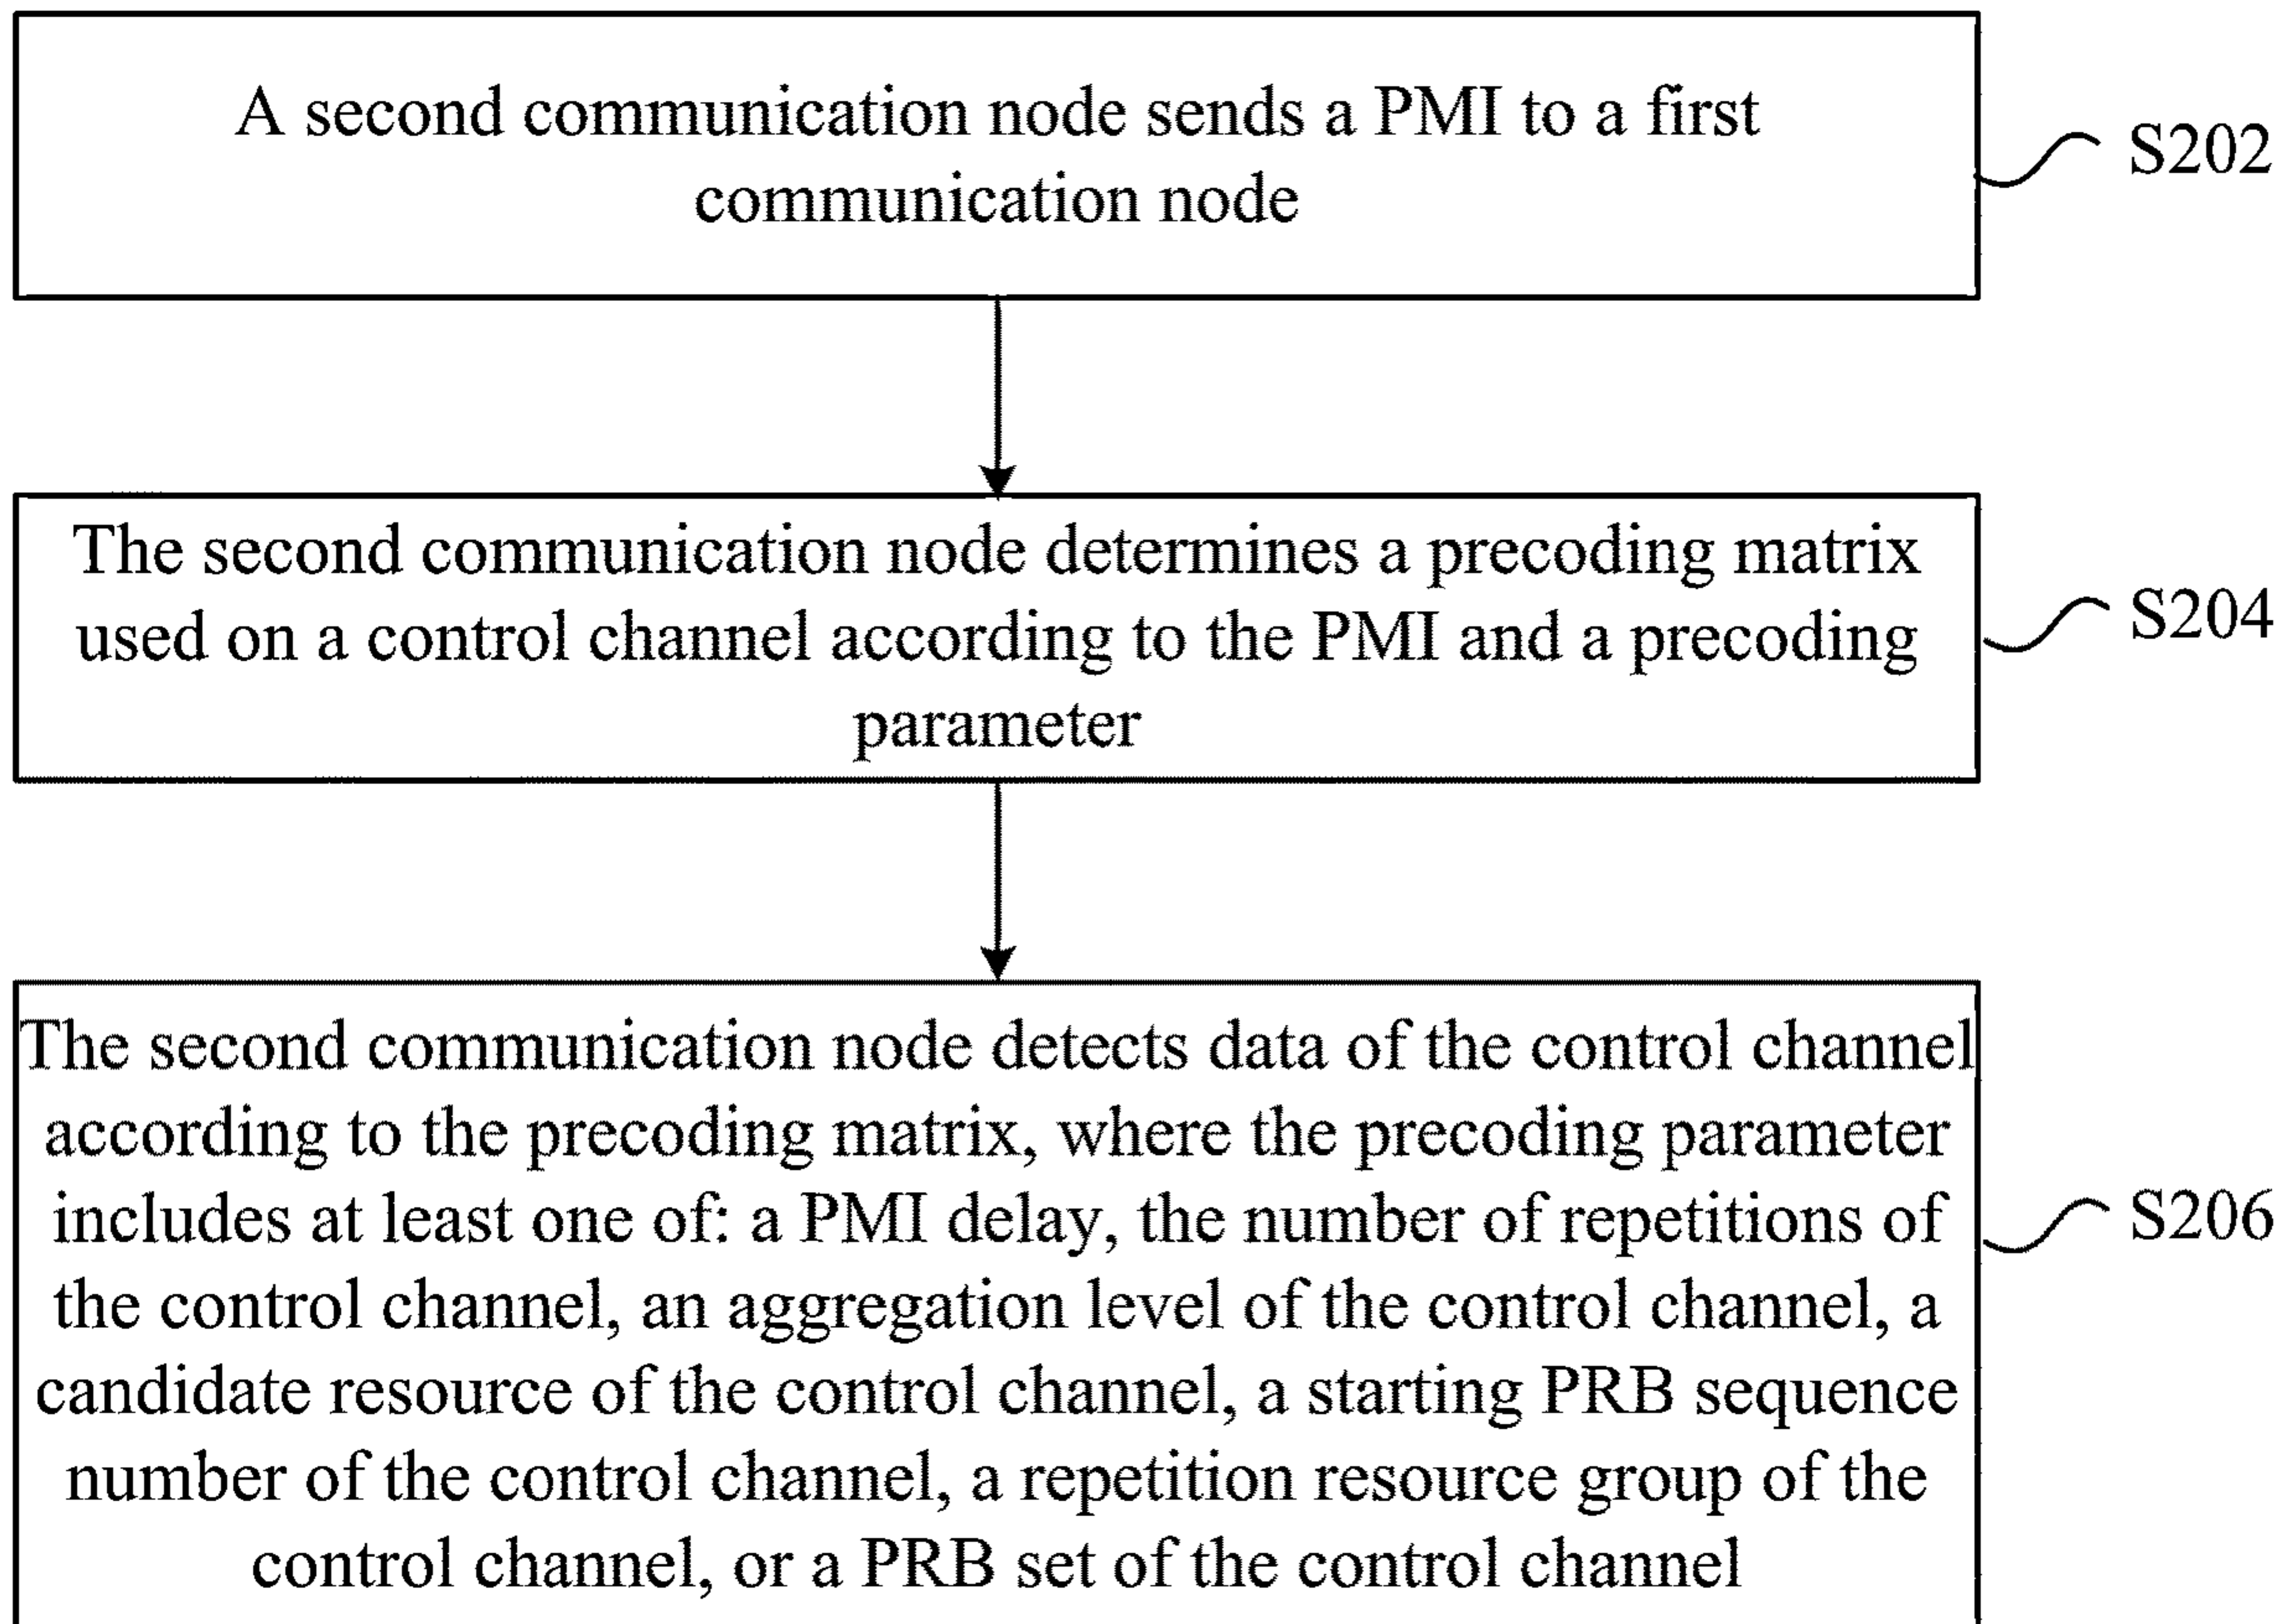 A second communication node sends a PMI to a first
communication node
S202
The second communication node determines a precoding matrix
used on a control channel according to the PMI and a precoding
parameter
S204
The second communication node detects data of the control channel
according to the precoding matrix, where the precoding parameter
includes at least one of: a PMI delay, the number of repetitions of
the control channel, an aggregation level of the control channel, a
candidate resource of the control channel, a starting PRB sequence
number of the control channel, a repetition resource group of the
control channel, or a PRB set of the control channel
S206